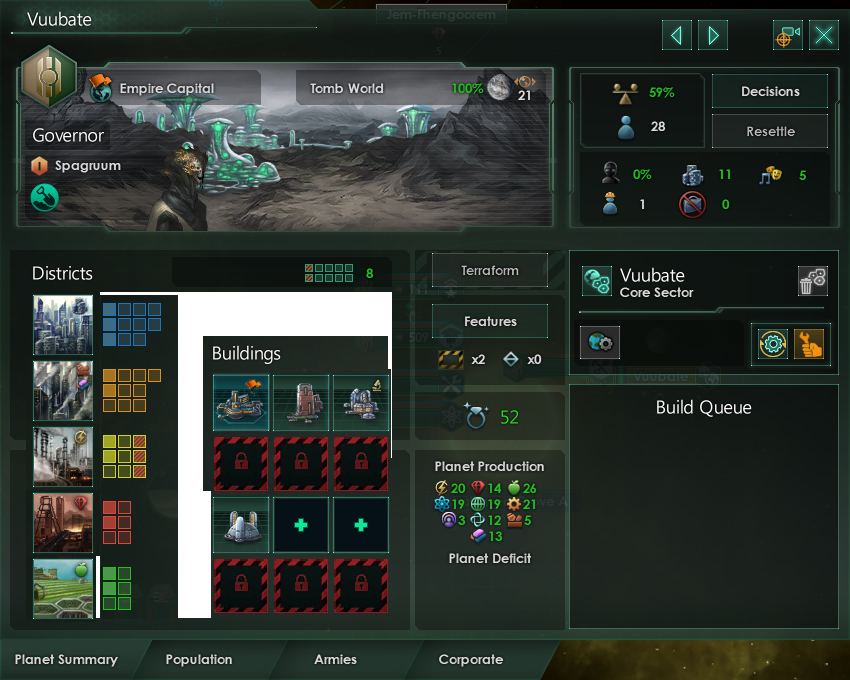 Jem-Fhengoorem
Vuubate
Empire Capital
Tomb World
100%
21
Governor
I
Spagruum
59%
28
Decisions
Resettle
0%
11
5
1
0
Districts
8
Buildings
Terraform
Features
x2
x0
52
Planet Production
20
14
26
19
19
21
3
12
5
13
Planet Deficit
Vuubate
Core Sector
Build Queue
Planet Summary
Population
Armies
Corporate